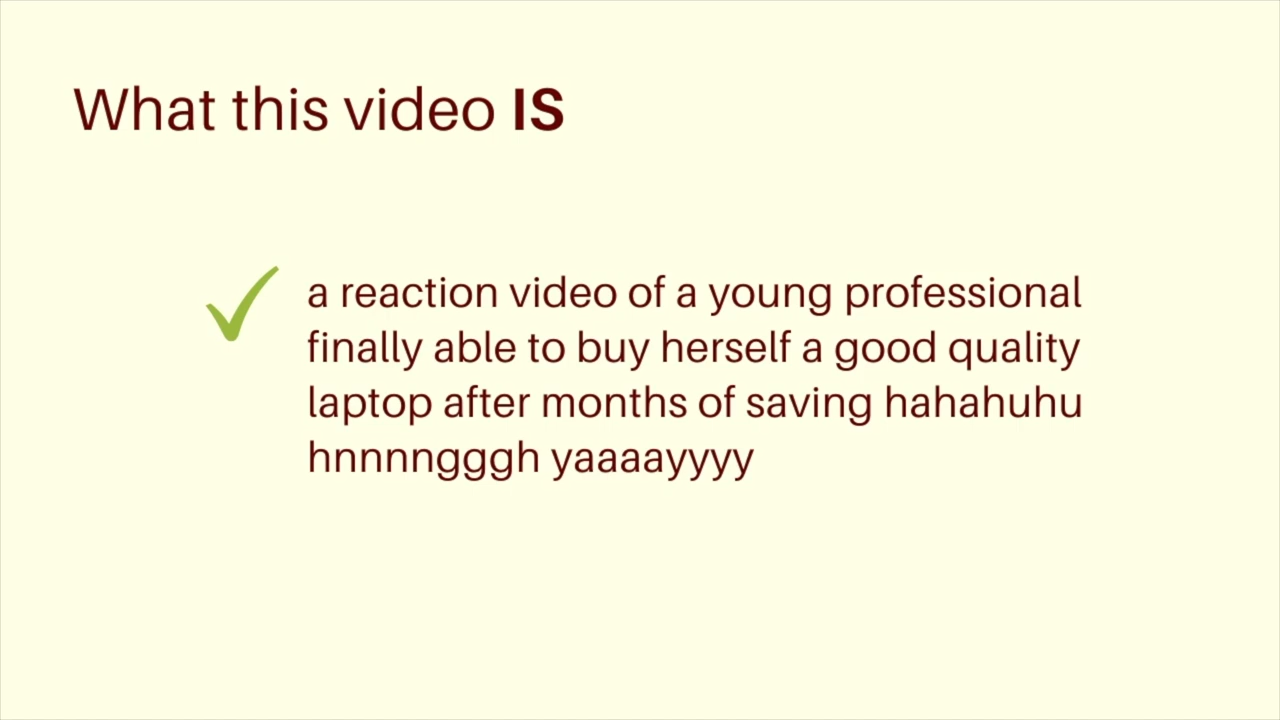 What this video IS
a reaction video of a young professional
finally able to buy herself a good quality
laptop after months of saving hahahuhu
hnnnngggh yaaaayyyy